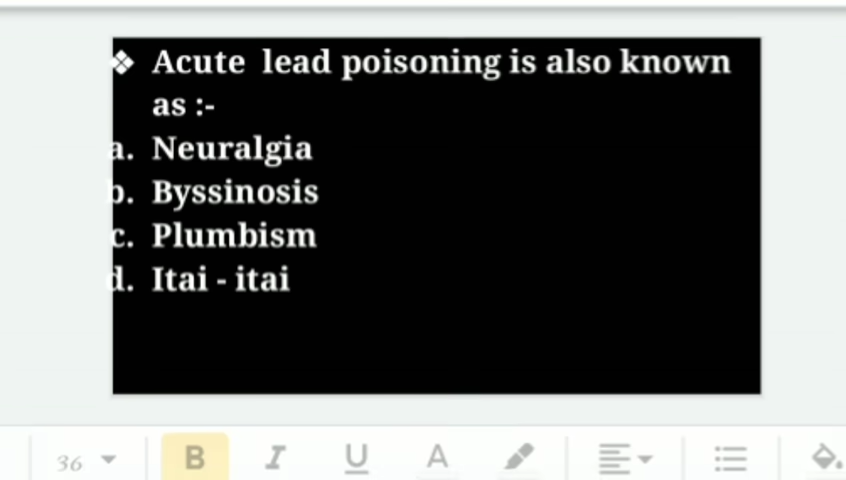 ❖ Acute lead poisoning is also known
as :-
a. Neuralgia
b. Byssinosis
c. Plumbism
d. Itai - itai
36
B I U A